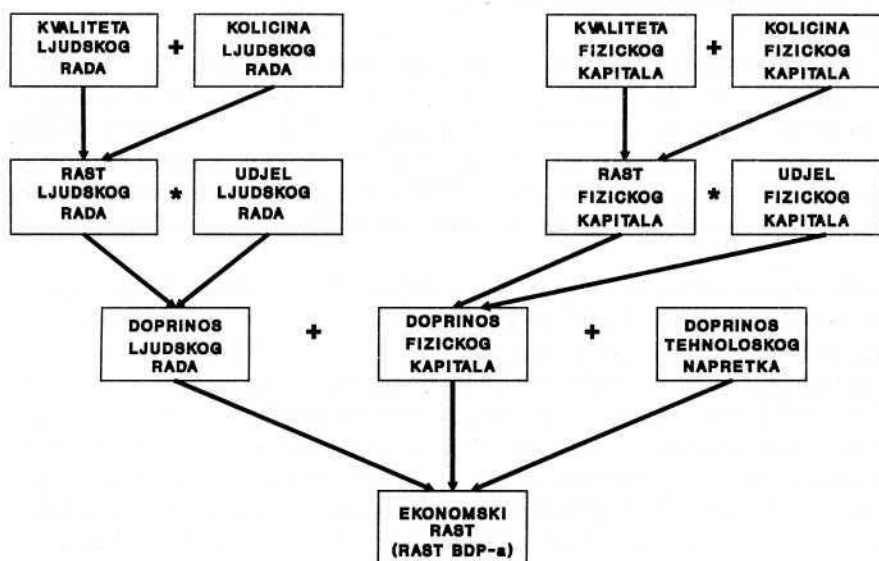 KVALITETA
LJUDSKOG
RADA
+
KOLICINA
LJUDSKOG
RADA
KVALITETA
FIZICKOG
KAPITALA
+
KOLICINA
FIZICKOG
KAPITALA
RAST
LJUDSKOG
RADA
*
UDJEL
LJUDSKOG
RADA
RAST
FIZICKOG
KAPITALA
*
UDJEL
FIZICKOG
KAPITALA
DOPRINOS
LJUDSKOG
RADA
+
DOPRINOS
FIZICKOG
KAPITALA
+
DOPRINOS
TEHNOLOSKOG
NAPRETKA
EKONOMSKI
RAST
(RAST BDP-a)